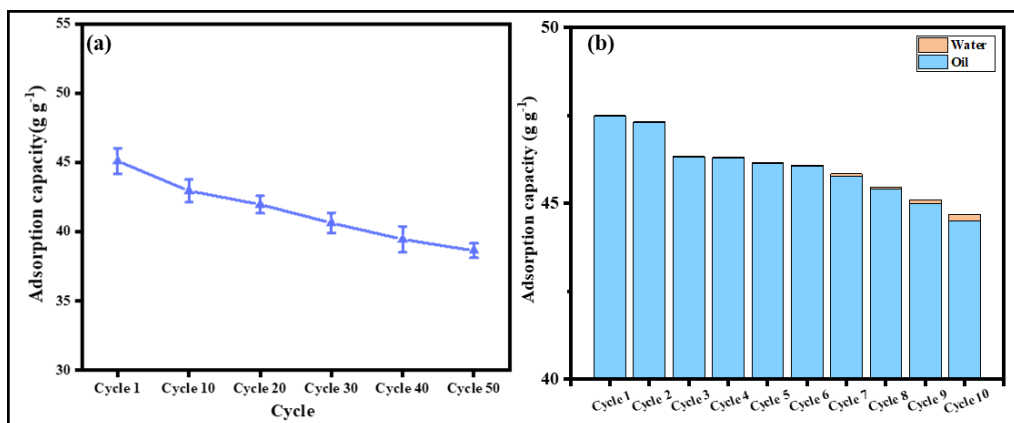 (a)
Adsorption capacity(g g⁻¹)
55
50
45
40
35
30
Cycle 1 Cycle 10 Cycle 20 Cycle 30 Cycle 40 Cycle 50
Cycle
(b)
Water
Oil
Adsorption capacity (g g⁻¹)
50
45
40
Cycle 1 Cycle 2 Cycle 3 Cycle 4 Cycle 5 Cycle 6 Cycle 7 Cycle 8 Cycle 9 Cycle 10